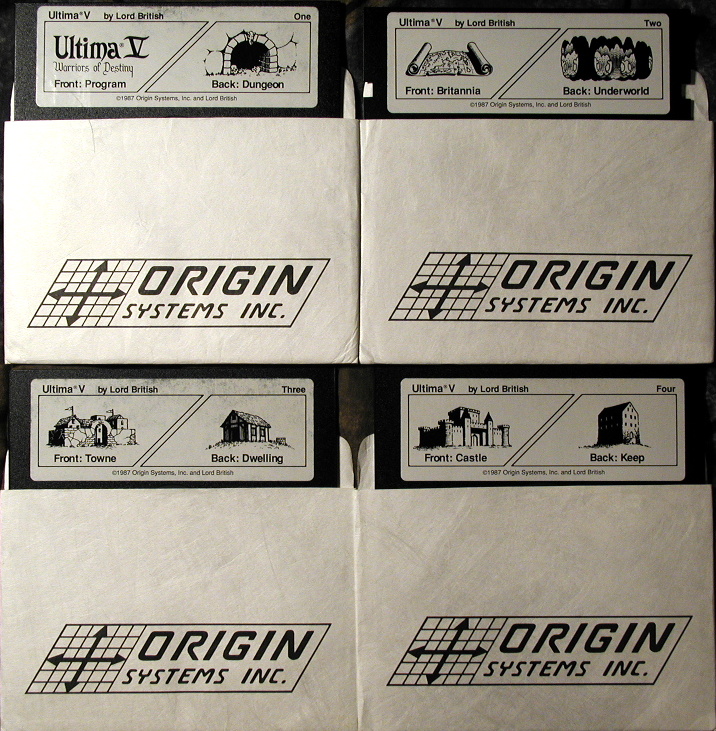 Ultima® V by Lord British One
Ultima® V
Warriors of Destiny
Front: Program Back: Dungeon
©1987 Origin Systems, Inc. and Lord British
ORIGIN
SYSTEMS INC.
Ultima® V by Lord British Two
Front: Britannia Back: Underworld
©1987 Origin Systems, Inc. and Lord British
ORIGIN
SYSTEMS INC.
Ultima® V by Lord British Three
Front: Towne Back: Dwelling
©1987 Origin Systems, Inc. and Lord British
ORIGIN
SYSTEMS INC.
Ultima® V by Lord British Four
Front: Castle Back: Keep
©1987 Origin Systems, Inc. and Lord British
ORIGIN
SYSTEMS INC.